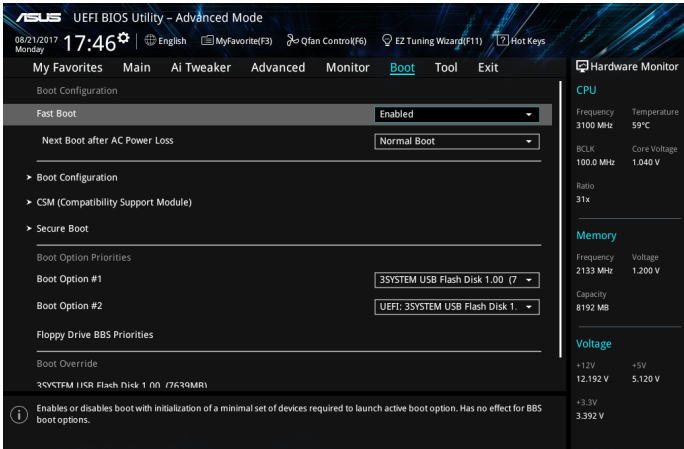 ASUS UEFI BIOS Utility – Advanced Mode
08/21/2017 Monday 17:46 English MyFavorite(F3) Qfan Control(F6) EZ Tuning Wizard(F11) ? Hot Keys
My Favorites Main Ai Tweaker Advanced Monitor Boot Tool Exit
Boot Configuration
Fast Boot Enabled
Next Boot after AC Power Loss Normal Boot
> Boot Configuration
> CSM (Compatibility Support Module)
> Secure Boot
Boot Option Priorities
Boot Option #1 3SYSTEM USB Flash Disk 1.00 (7
Boot Option #2 UEFI: 3SYSTEM USB Flash Disk 1.
Floppy Drive BBS Priorities
Boot Override
3SYSTEM USB Flash Disk 1.00 (7639MB)
i Enables or disables boot with initialization of a minimal set of devices required to launch active boot option. Has no effect for BBS
boot options.
Hardware Monitor
CPU
Frequency Temperature
3100 MHz 59°C
BCLK Core Voltage
100.0 MHz 1.040 V
Ratio
31x
Memory
Frequency Voltage
2133 MHz 1.200 V
Capacity
8192 MB
Voltage
+12V +5V
12.192 V 5.120 V
+3.3V
3.392 V